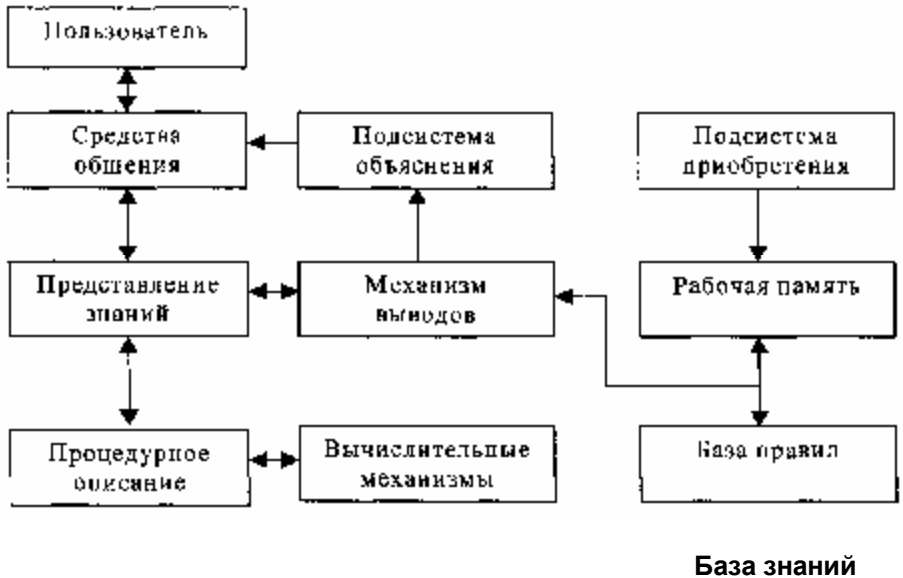 Пользователь
Средства
общения
Подсистема
объяснения
Подсистема
приобретения
Представление
знаний
Механизм
выводов
Рабочая память
Процедурное
описание
Вычислительные
механизмы
База правил
База знаний